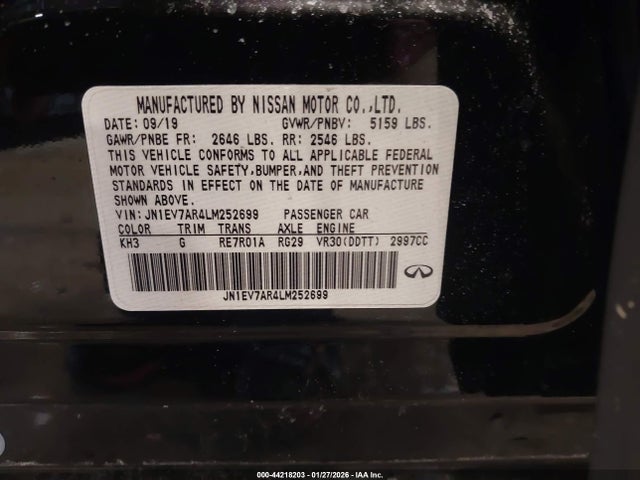 MANUFACTURED BY NISSAN MOTOR CO.,LTD.
DATE: 09/19 GVWR/PNBV: 5159 LBS.
GAWR/PNBE FR: 2646 LBS. RR: 2546 LBS.
THIS VEHICLE CONFORMS TO ALL APPLICABLE FEDERAL
MOTOR VEHICLE SAFETY,BUMPER,AND THEFT PREVENTION
STANDARDS IN EFFECT ON THE DATE OF MANUFACTURE
SHOWN ABOVE.
VIN:JN1EV7AR4LM252699 PASSENGER CAR
COLOR TRIM TRANS AXLE ENGINE
KH3 G RE7R01A RG29 VR30(DDTT) 2997CC
JN1EV7AR4LM252699
000-44218203 - 01/27/2026 - IAA Inc.